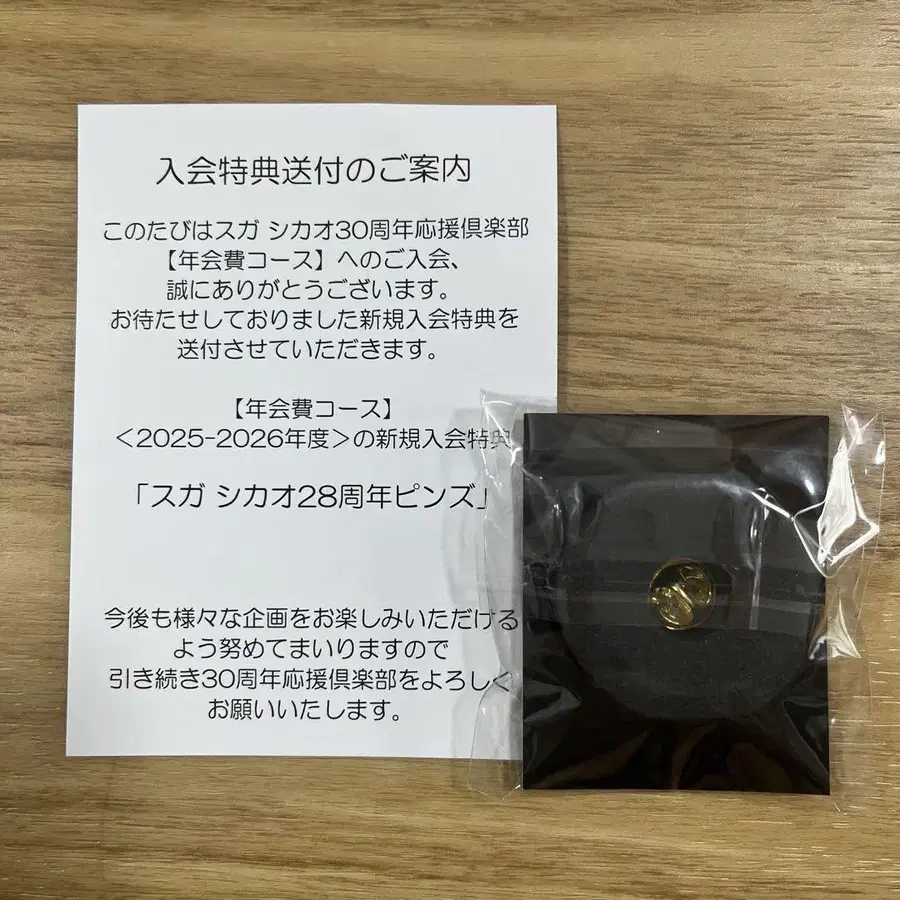 入会特典送付のご案内
このたびはスガ シカオ30周年応援倶楽部
【年会費コース】へのご入会、
誠にありがとうございます。
お待たせしておりました新規入会特典を
送付させていただきます。
【年会費コース】
＜2025-2026年度＞の新規入会特典
「スガ シカオ28周年ピンズ」
今後も様々な企画をお楽しみいただける
よう努めてまいりますので
引き続き30周年応援倶楽部をよろしく
お願いいたします。